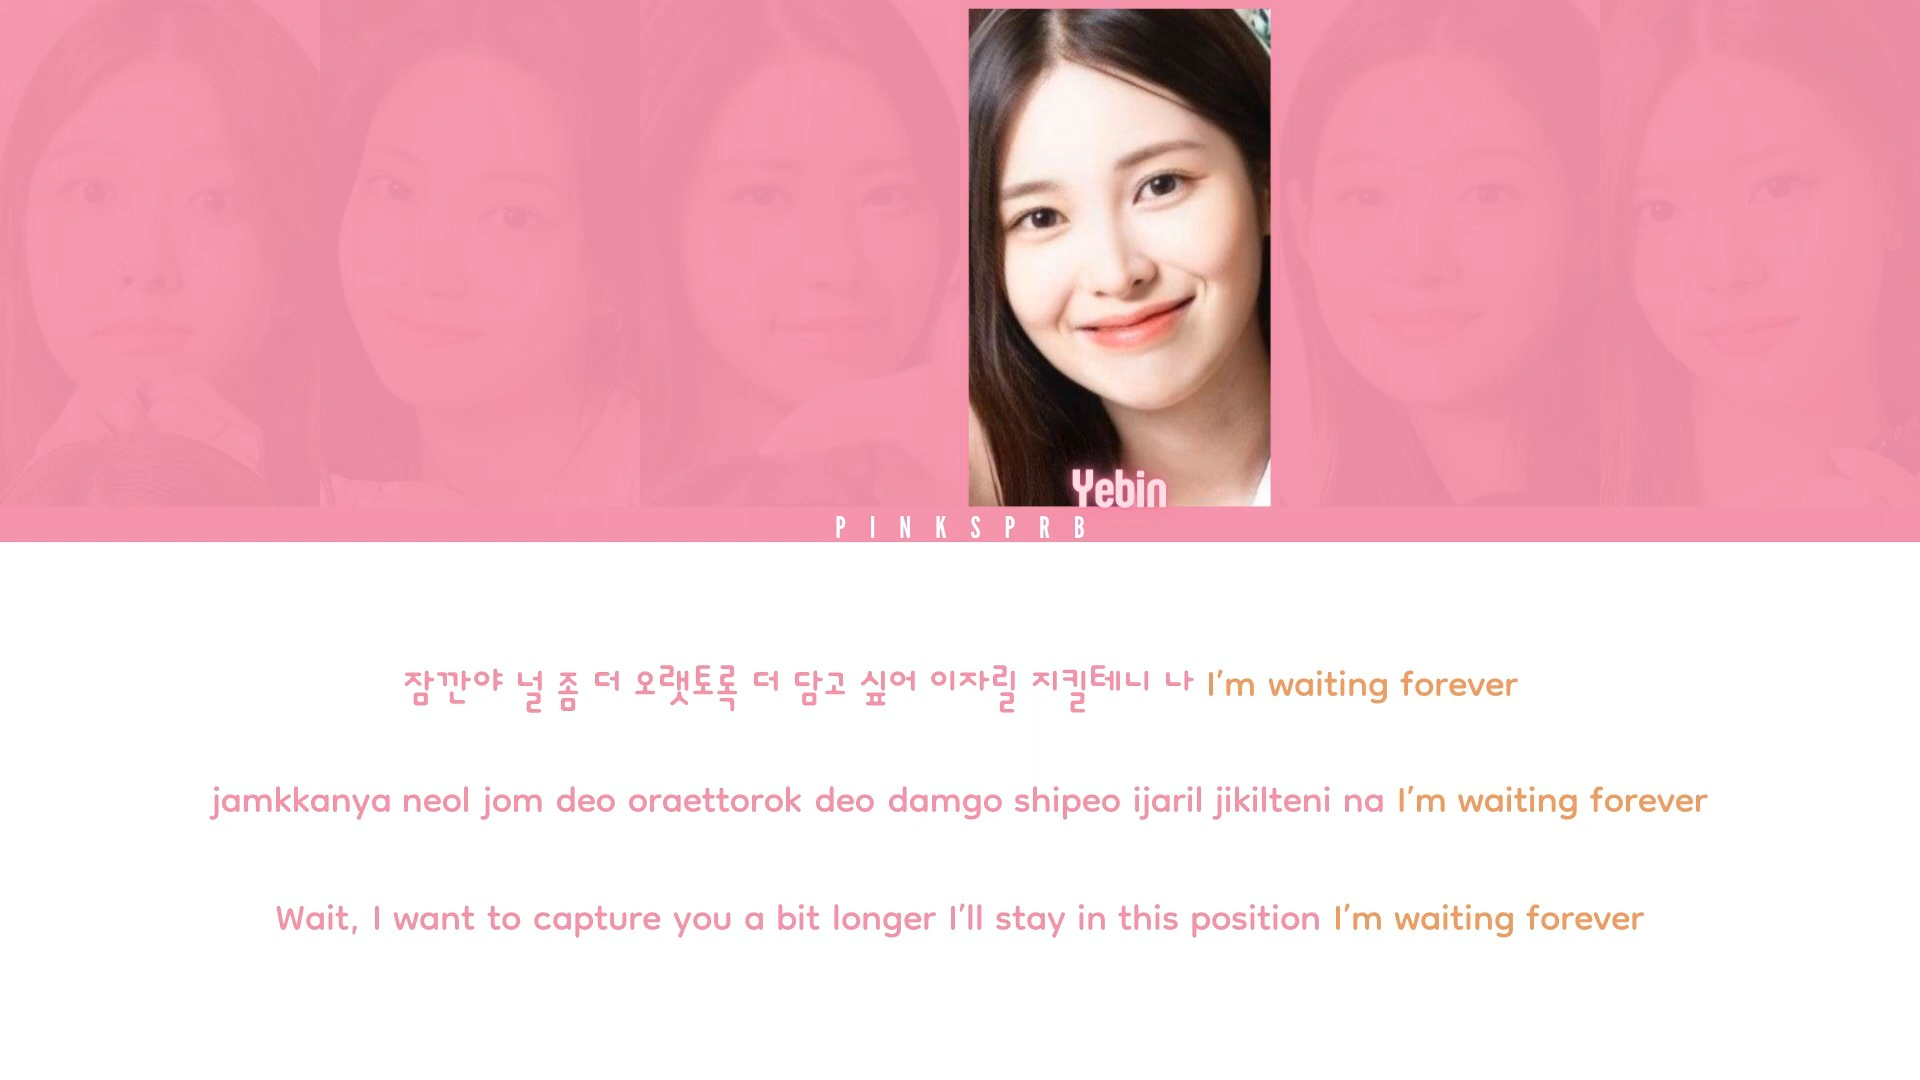 Yebin
PINKSPRB
잠깐야 널 좀 더 오랫토록 더 담고 싶어 이자릴 지킬테니 나 I'm waiting forever
jamkkanya neol jom deo oraettorok deo damgo shipeo ijaril jikilteni na I'm waiting forever
Wait, I want to capture you a bit longer I'll stay in this position I'm waiting forever